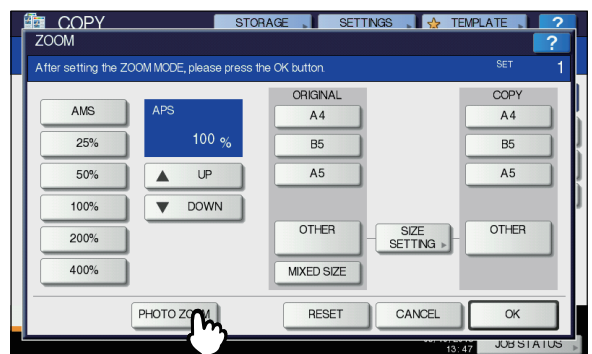 COPY STORAGE SETTINGS TEMPLATE ?
ZOOM ?
After setting the ZOOM MODE, please press the OK button. SET 1
ORIGINAL COPY
AMS APS A4 A4
25% 100 % B5 B5
50% UP A5 A5
100% DOWN
200% OTHER SIZE SETTING OTHER
400% MIXED SIZE
PHOTO ZOOM RESET CANCEL OK
13:47 JOB STATUS